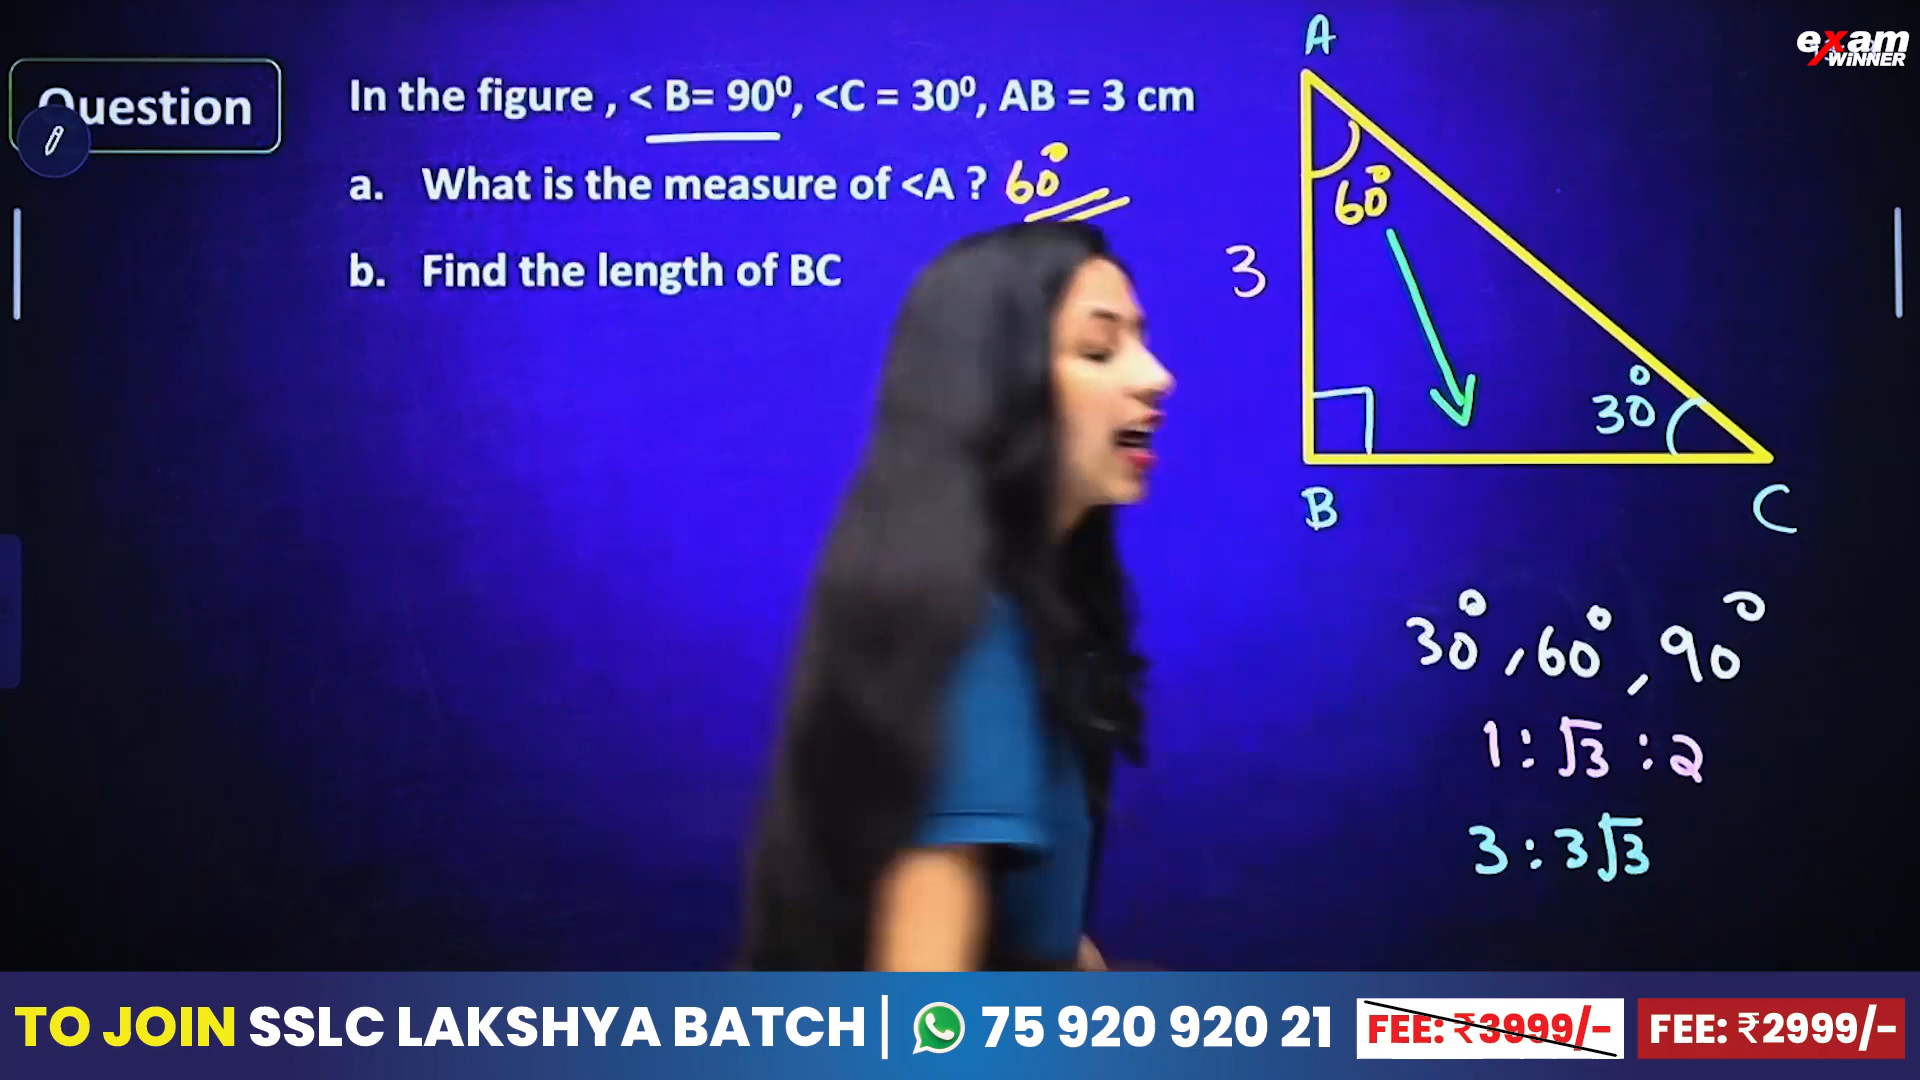 exam
WINNER
Question
In the figure , < B= 90⁰, <C = 30⁰, AB = 3 cm
a. What is the measure of <A ? 60°
b. Find the length of BC
A
60°
3
30°
B
C
30°, 60°, 90°
1 : √3 : 2
3 : 3√3
TO JOIN SSLC LAKSHYA BATCH | 75 920 920 21
FEE: ₹3999/-
FEE: ₹2999/-